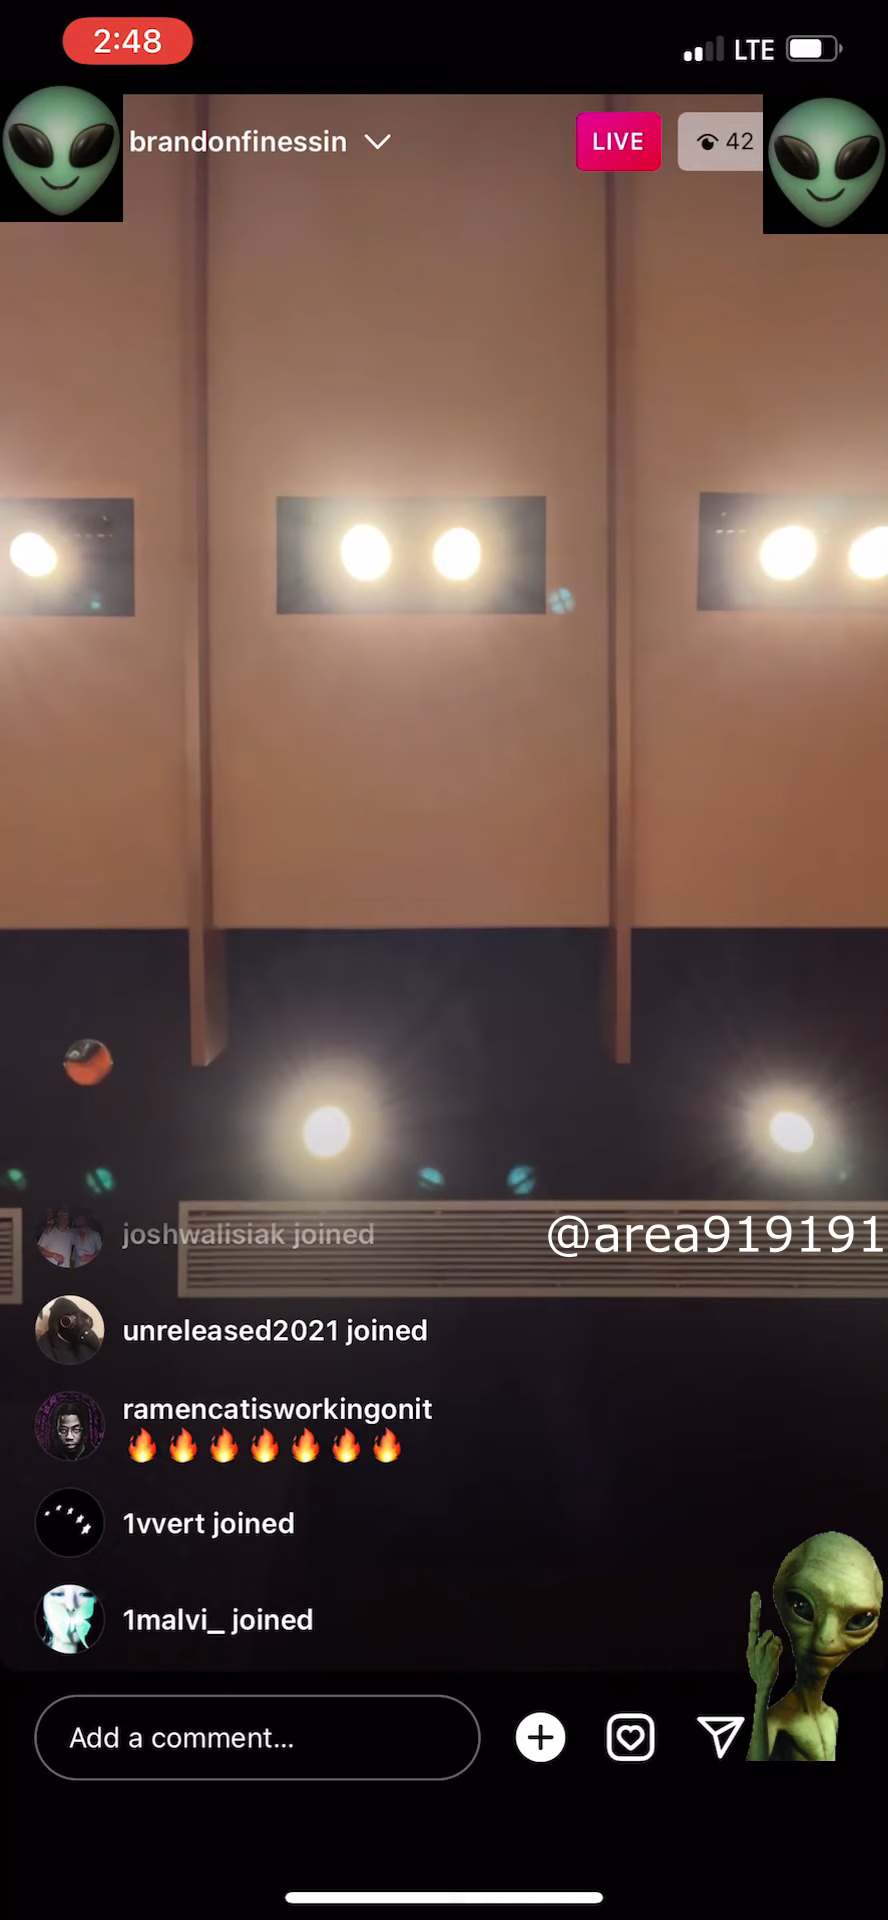 2:48
LTE
brandonfinessin
LIVE
42
joshwalisiak joined
@area919191
unreleased2021 joined
ramencatisworkingonit
🔥🔥🔥🔥🔥🔥🔥
1vvert joined
1malvi_ joined
Add a comment...